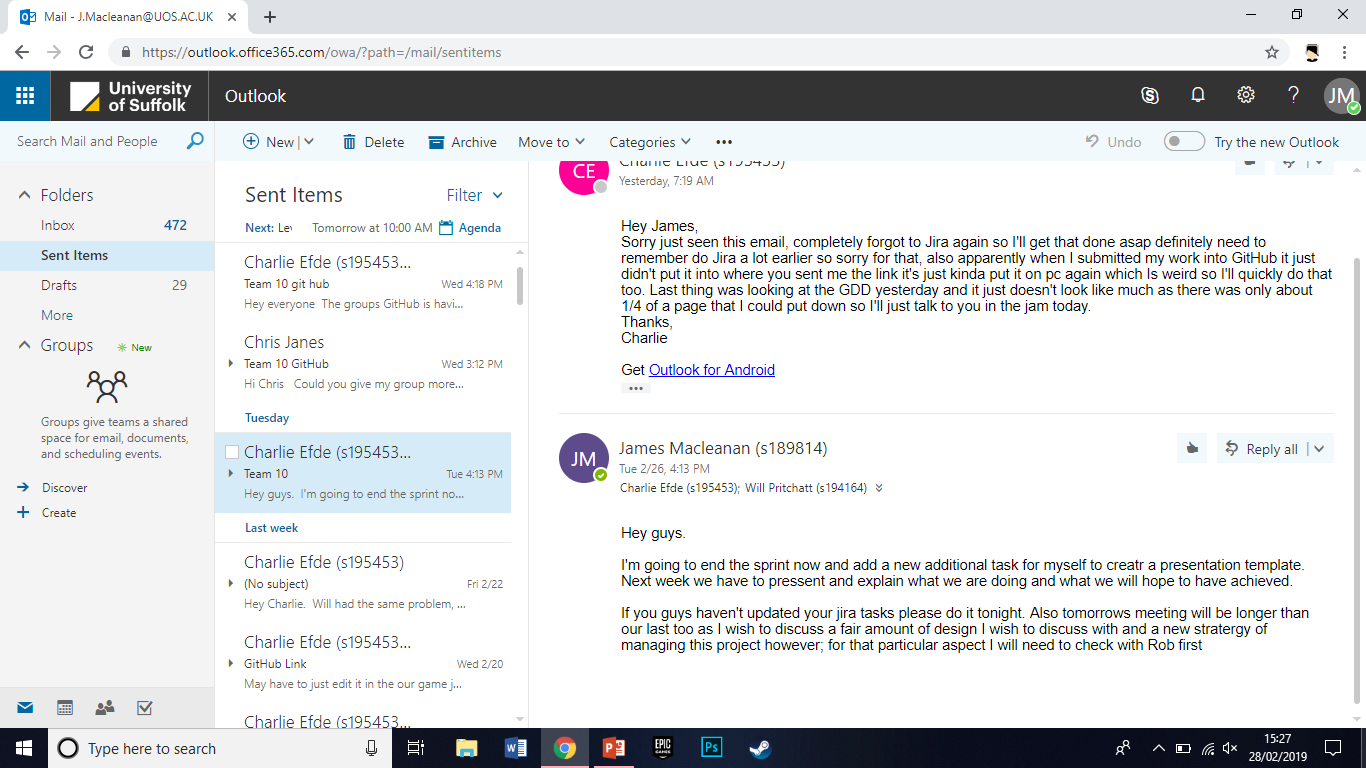 Mail - J.Macleanan@UOS.AC.UK
https://outlook.office365.com/owa/?path=/mail/sentitems
University
of Suffolk
Outlook
JM
Search Mail and People
New
Delete
Archive
Move to
Categories
Undo
Try the new Outlook
Folders
Inbox 472
Sent Items
Drafts 29
More
Groups New
Groups give teams a shared
space for email, documents,
and scheduling events.
Discover
Create
Sent Items
Filter
Next: Lev Tomorrow at 10:00 AM Agenda
Charlie Efde (s195453...
Team 10 git hub Wed 4:18 PM
Hey everyone The groups GitHub is havi...
Chris Janes
Team 10 GitHub Wed 3:12 PM
Hi Chris Could you give my group more...
Tuesday
Charlie Efde (s195453...
Team 10 Tue 4:13 PM
Hey guys. I'm going to end the sprint no...
Last week
Charlie Efde (s195453)
(No subject) Fri 2/22
Hey Charlie. Will had the same problem, ...
Charlie Efde (s195453...
GitHub Link Wed 2/20
May have to just edit it in the our game j...
Charlie Efde (s195453...
CE
Charlie Efde (s195453)
Yesterday, 7:19 AM
Hey James,
Sorry just seen this email, completely forgot to Jira again so I'll get that done asap definitely need to
remember do Jira a lot earlier so sorry for that, also apparently when I submitted my work into GitHub it just
didn't put it into where you sent me the link it's just kinda put it on pc again which Is weird so I'll quickly do that
too. Last thing was looking at the GDD yesterday and it just doesn't look like much as there was only about
1/4 of a page that I could put down so I'll just talk to you in the jam today.
Thanks,
Charlie
Get Outlook for Android
JM
James Macleanan (s189814)
Reply all
Tue 2/26, 4:13 PM
Charlie Efde (s195453); Will Pritchatt (s194164)
Hey guys.
I'm going to end the sprint now and add a new additional task for myself to creatr a presentation template.
Next week we have to pressent and explain what we are doing and what we will hope to have achieved.
If you guys haven't updated your jira tasks please do it tonight. Also tomorrows meeting will be longer than
our last too as I wish to discuss a fair amount of design I wish to discuss with and a new stratergy of
managing this project however; for that particular aspect I will need to check with Rob first
Type here to search
EPIC
GAMES
Ps
15:27
28/02/2019